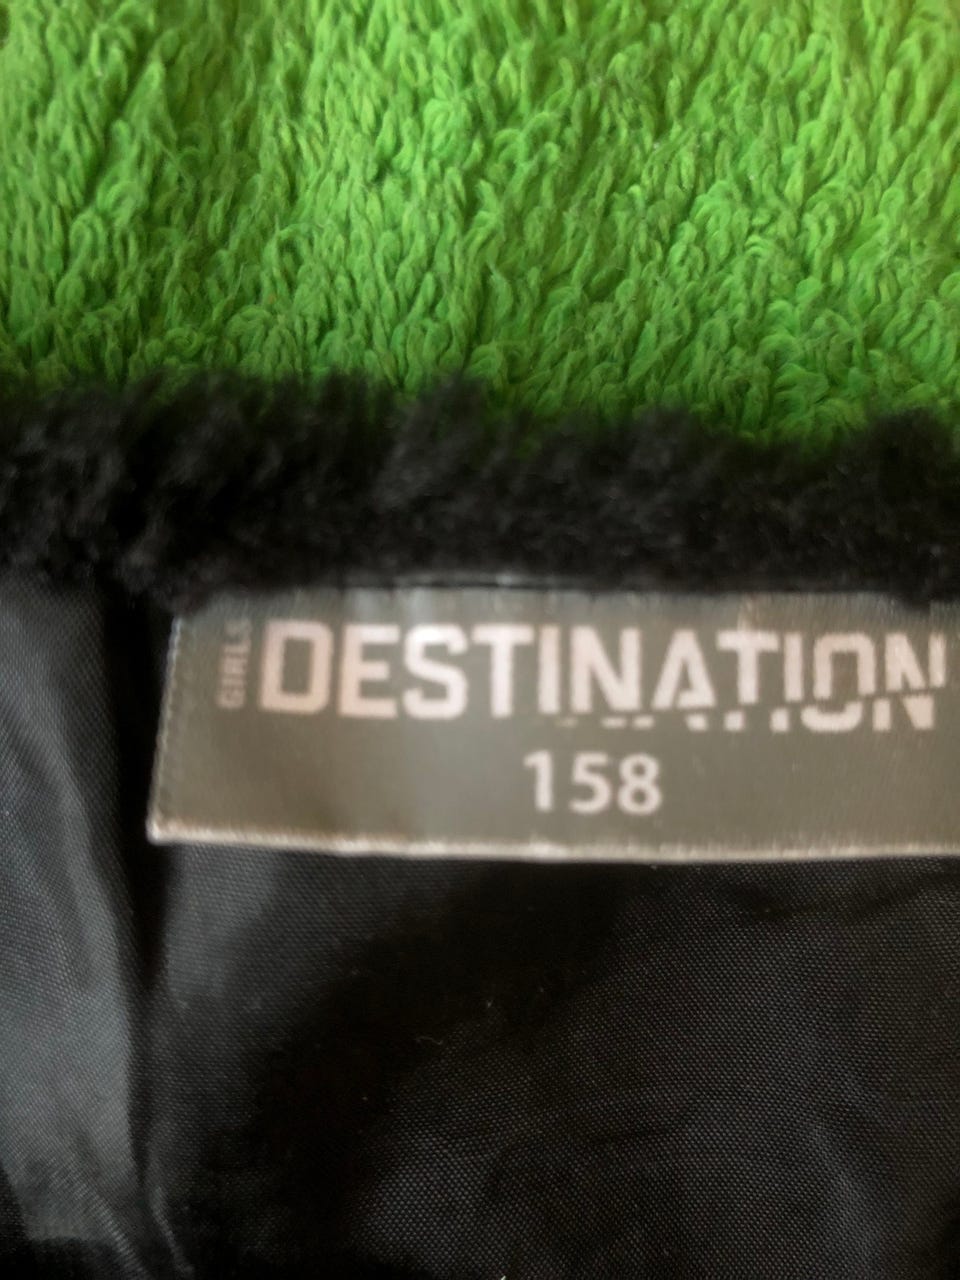 GIRLS
DESTINATION
158